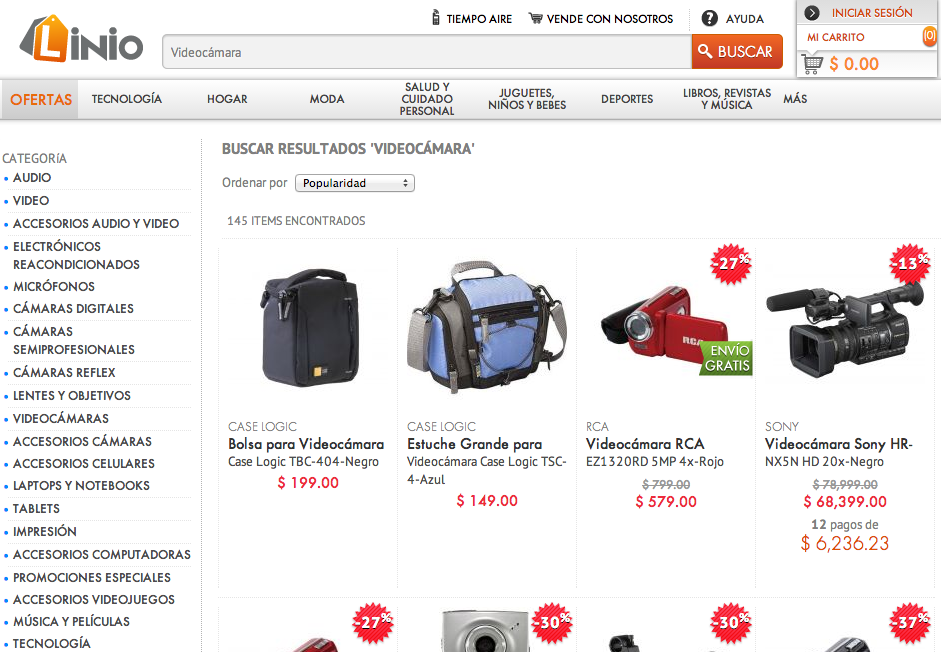 Linio
TIEMPO AIRE
VENDE CON NOSOTROS
AYUDA
INICIAR SESIÓN
MI CARRITO
(0)
$ 0.00
Videocámara
BUSCAR
OFERTAS
TECNOLOGÍA
HOGAR
MODA
SALUD Y
CUIDADO
PERSONAL
JUGUETES,
NIÑOS Y BEBES
DEPORTES
LIBROS, REVISTAS
Y MÚSICA
MÁS
CATEGORÍA
AUDIO
VIDEO
ACCESORIOS AUDIO Y VIDEO
ELECTRÓNICOS
REACONDICIONADOS
MICRÓFONOS
CÁMARAS DIGITALES
CÁMARAS
SEMIPROFESIONALES
CÁMARAS REFLEX
LENTES Y OBJETIVOS
VIDEOCÁMARAS
ACCESORIOS CÁMARAS
ACCESORIOS CELULARES
LAPTOPS Y NOTEBOOKS
TABLETS
IMPRESIÓN
ACCESORIOS COMPUTADORAS
PROMOCIONES ESPECIALES
ACCESORIOS VIDEOJUEGOS
MÚSICA Y PELÍCULAS
TECNOLOGÍA
BUSCAR RESULTADOS 'VIDEOCÁMARA'
Ordenar por
Popularidad
145 ITEMS ENCONTRADOS
CASE LOGIC
Bolsa para Videocámara
Case Logic TBC-404-Negro
$ 199.00
CASE LOGIC
Estuche Grande para
Videocámara Case Logic TSC-
4-Azul
$ 149.00
-27%
RCA
ENVÍO
GRATIS
RCA
Videocámara RCA
EZ1320RD 5MP 4x-Rojo
$ 799.00
$ 579.00
-13%
SONY
Videocámara Sony HR-
NX5N HD 20x-Negro
$ 78,999.00
$ 68,399.00
12 pagos de
$ 6,236.23
-27%
-30%
-30%
-37%